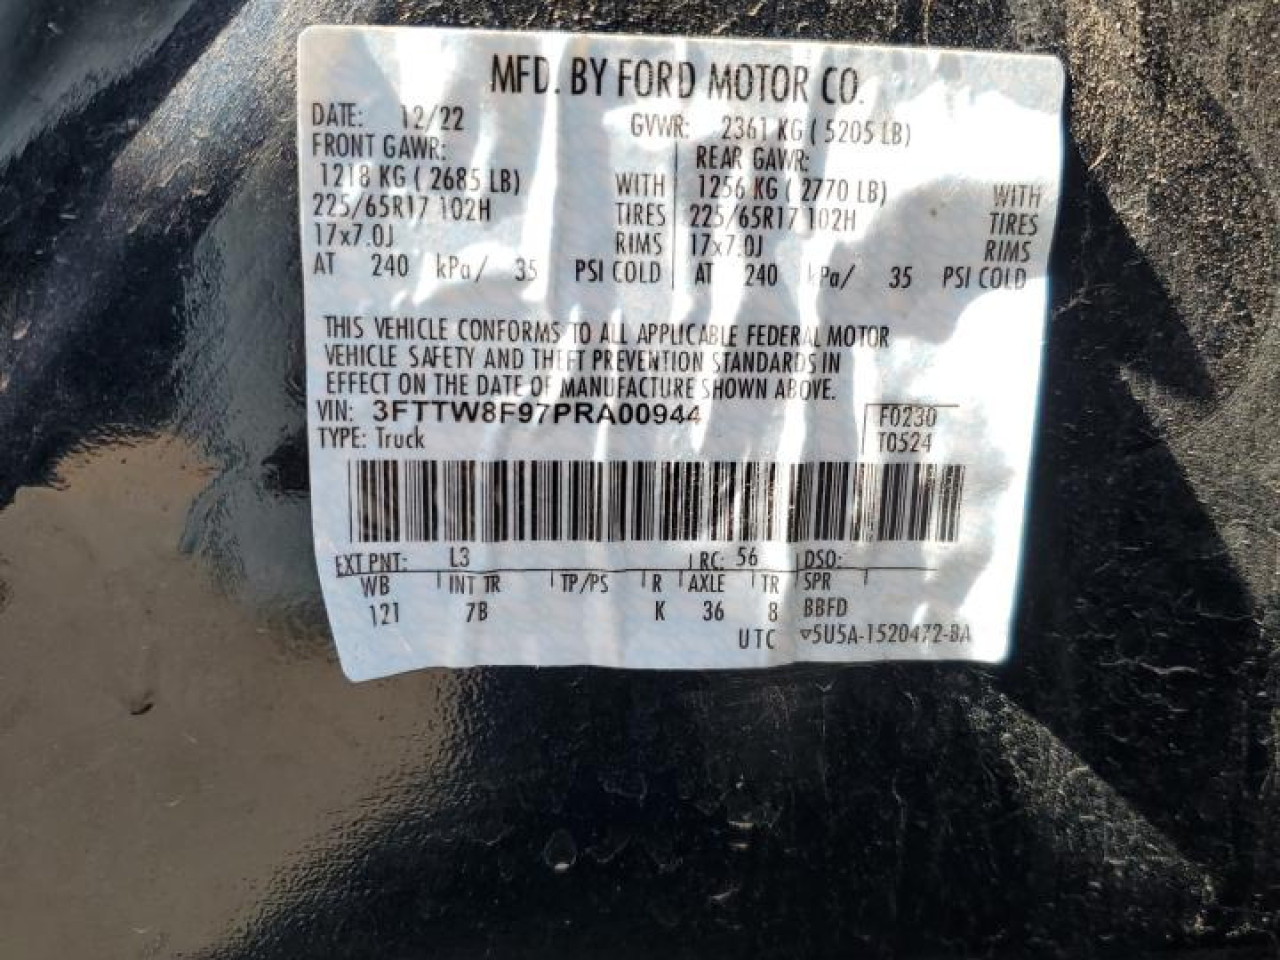 MFD. BY FORD MOTOR CO.
DATE: 12/22 GVWR: 2361 KG ( 5205 LB)
FRONT GAWR: REAR GAWR:
1218 KG ( 2685 LB) WITH 1256 KG ( 2770 LB) WITH
225/65R17 102H TIRES 225/65R17 102H TIRES
17x7.0J RIMS 17x7.0J RIMS
AT 240 kPa/ 35 PSI COLD AT 240 kPa/ 35 PSI COLD
THIS VEHICLE CONFORMS TO ALL APPLICABLE FEDERAL MOTOR
VEHICLE SAFETY AND THEFT PREVENTION STANDARDS IN
EFFECT ON THE DATE OF MANUFACTURE SHOWN ABOVE.
VIN: 3FTTW8F97PRA00944 F0230
TYPE: Truck T0524
EXT PNT: L3 RC: 56 DSO:
WB INT TR TP/PS R AXLE TR SPR
121 7B K 36 8 BBFD
UTC ▿5U5A-1520472-BA